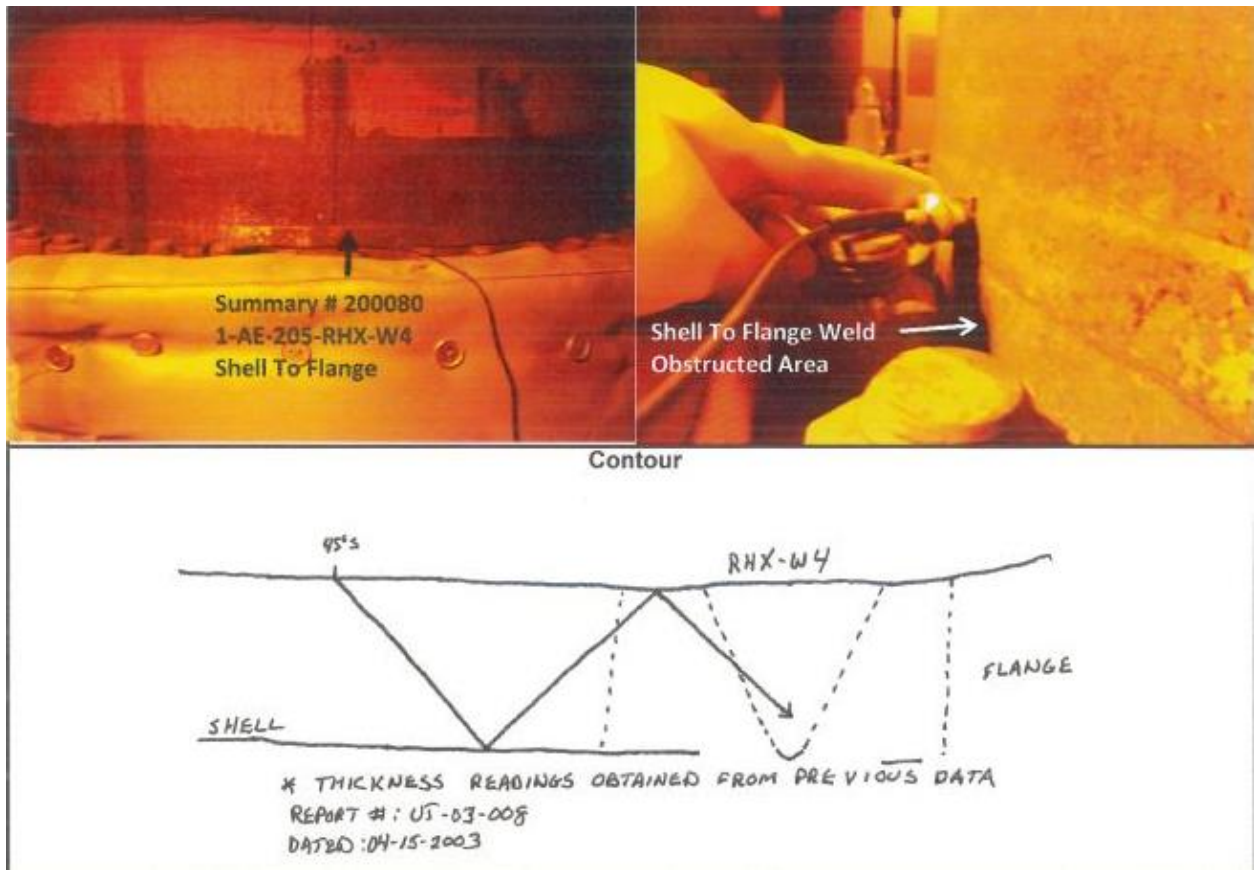 Summary # 200080
1-AE-205-RHX-W4
Shell To Flange
Shell To Flange Weld
Obstructed Area
Contour
45°S
RHX-W4
FLANGE
SHELL
* THICKNESS READINGS OBTAINED FROM PREVIOUS DATA
REPORT #: UT-03-008
DATED: 04-15-2003